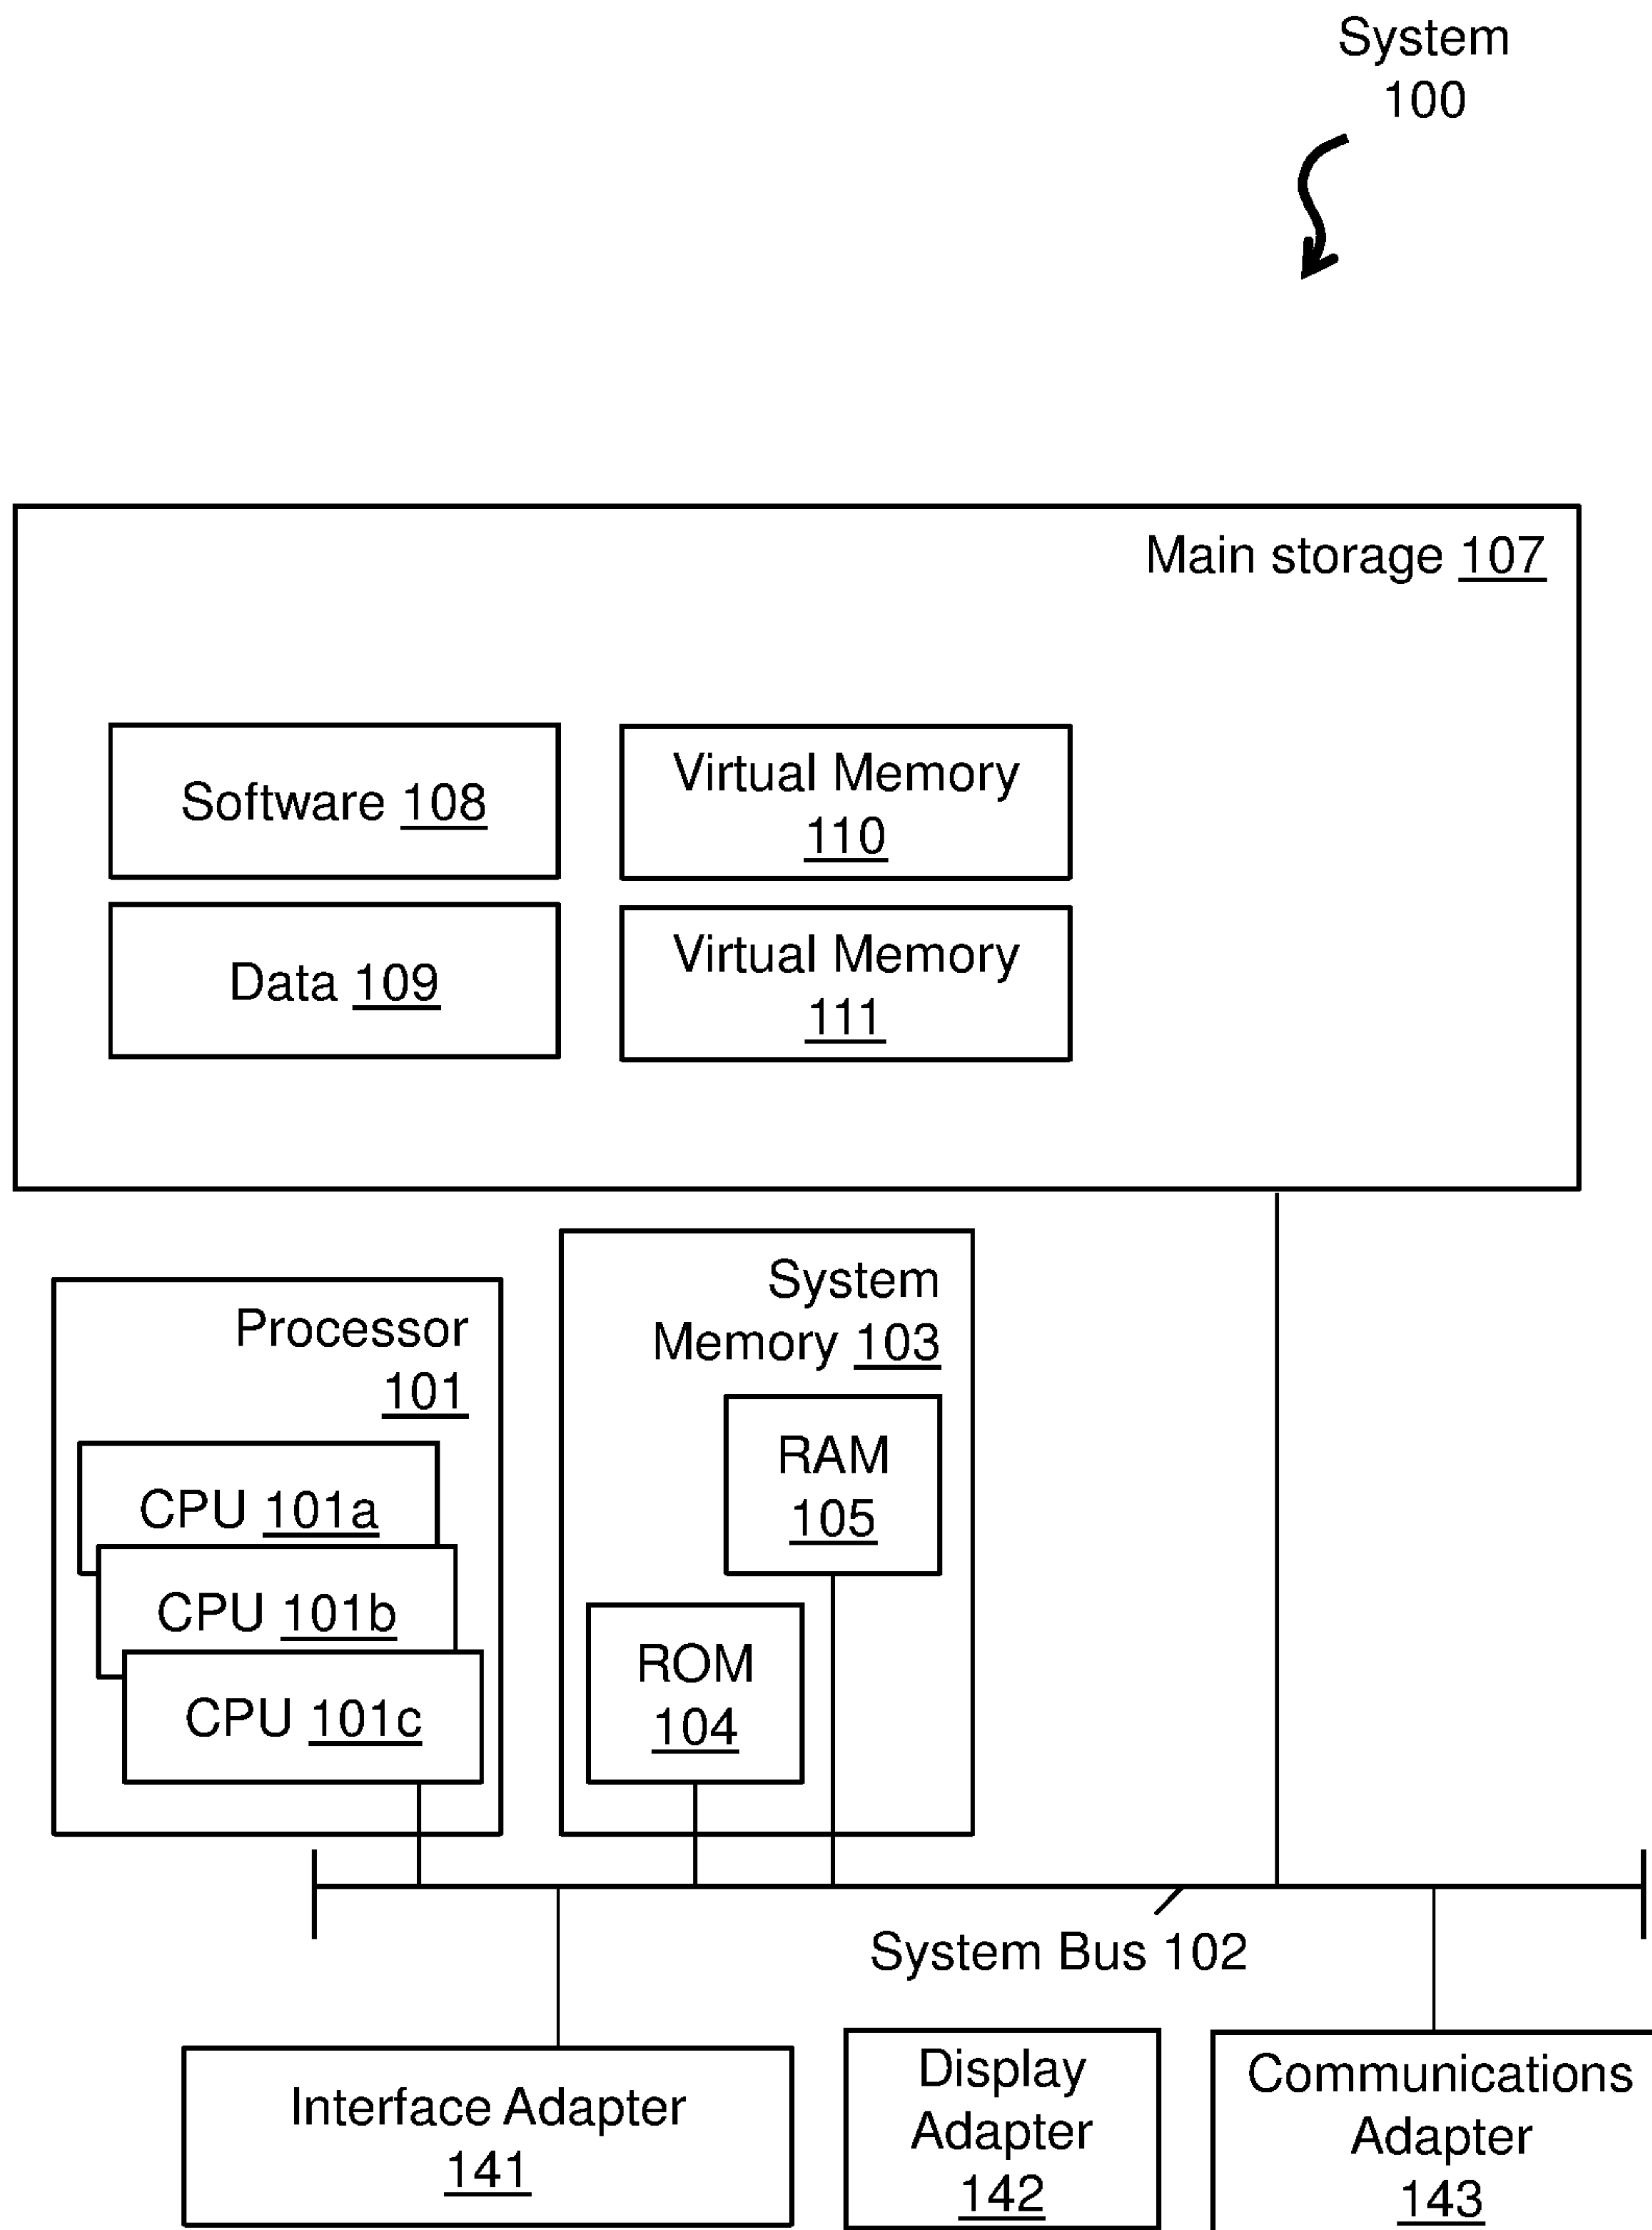 System
100
Main storage 107
Software 108
Virtual Memory
110
Data 109
Virtual Memory
111
Processor
101
CPU 101a
CPU 101b
CPU 101c
System
Memory 103
RAM
105
ROM
104
System Bus 102
Interface Adapter
141
Display
Adapter
142
Communications
Adapter
143